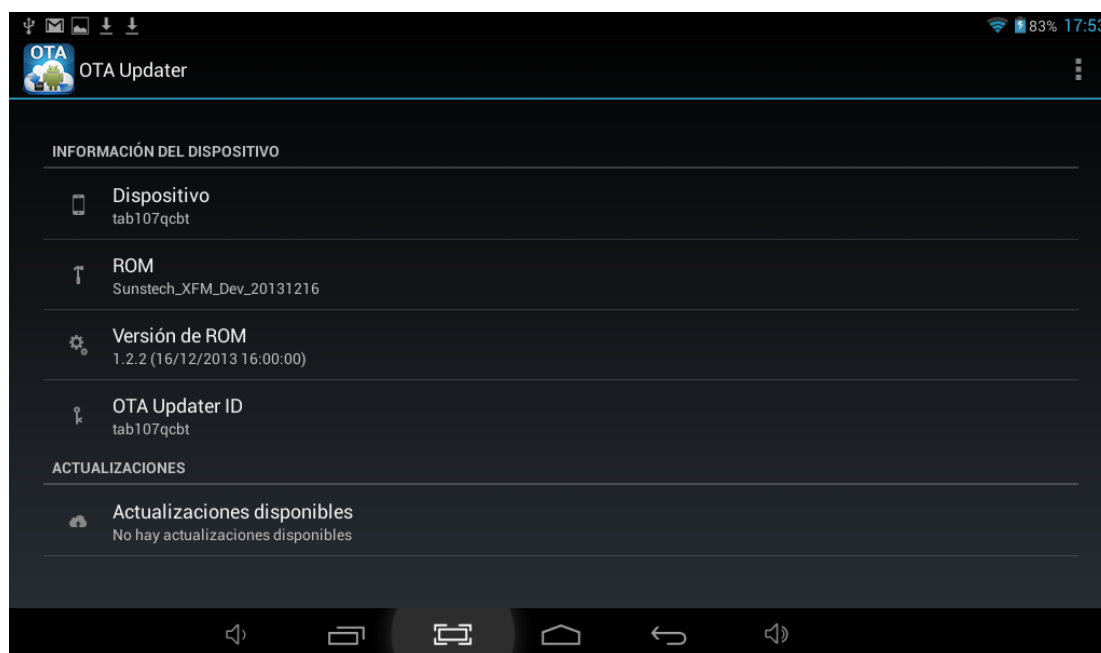 83% 17:53
OTA
OTA Updater
INFORMACIÓN DEL DISPOSITIVO
Dispositivo
tab107qcbt
ROM
Sunstech_XFM_Dev_20131216
Versión de ROM
1.2.2 (16/12/2013 16:00:00)
OTA Updater ID
tab107qcbt
ACTUALIZACIONES
Actualizaciones disponibles
No hay actualizaciones disponibles